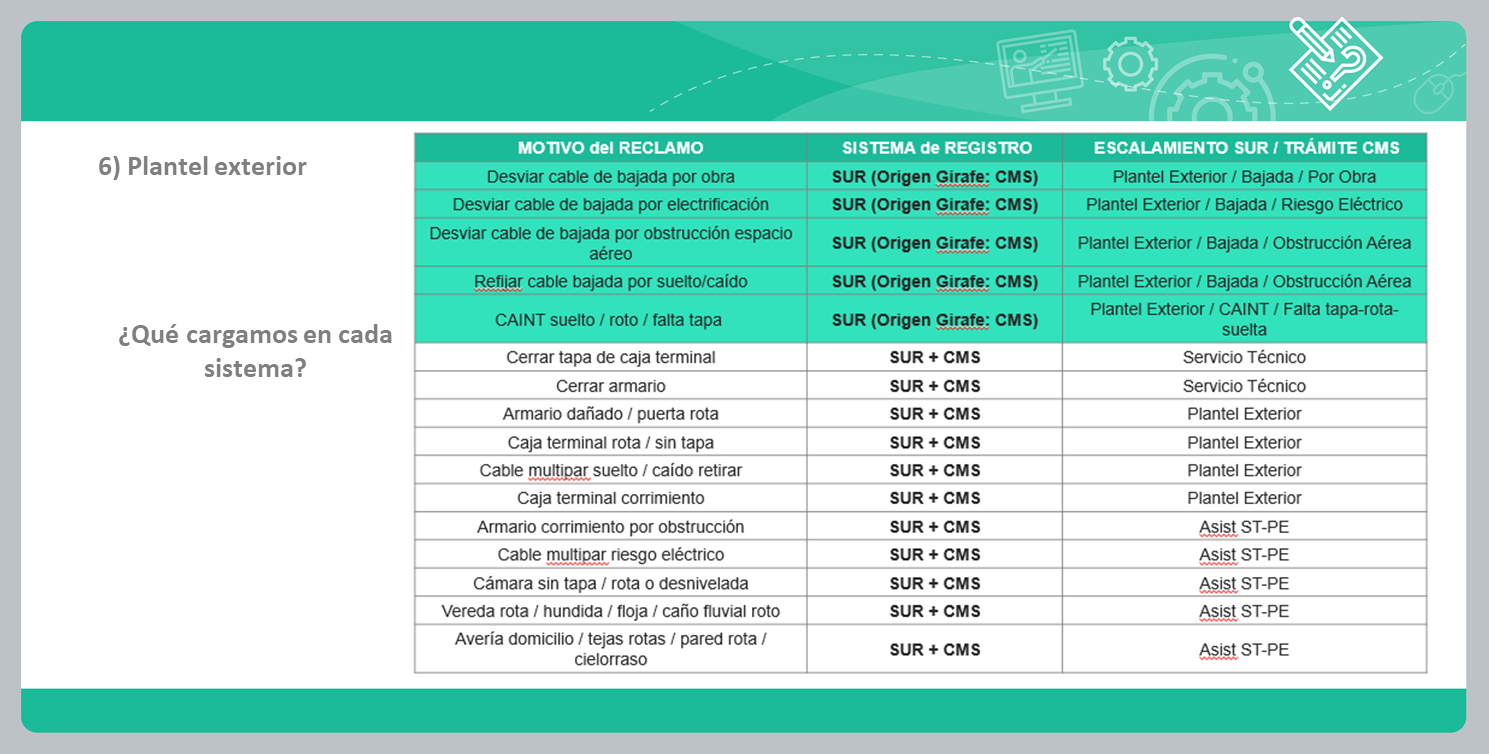 6) Plantel exterior
¿Qué cargamos en cada
sistema?
MOTIVO del RECLAMO SISTEMA de REGISTRO ESCALAMIENTO SUR / TRÁMITE CMS
Desviar cable de bajada por obra SUR (Origen Girafe: CMS) Plantel Exterior / Bajada / Por Obra
Desviar cable de bajada por electrificación SUR (Origen Girafe: CMS) Plantel Exterior / Bajada / Riesgo Eléctrico
Desviar cable de bajada por obstrucción espacio
aéreo SUR (Origen Girafe: CMS) Plantel Exterior / Bajada / Obstrucción Aérea
Refijar cable bajada por suelto/caído SUR (Origen Girafe: CMS) Plantel Exterior / Bajada / Obstrucción Aérea
CAINT suelto / roto / falta tapa SUR (Origen Girafe: CMS) Plantel Exterior / CAINT / Falta tapa-rota-
suelta
Cerrar tapa de caja terminal SUR + CMS Servicio Técnico
Cerrar armario SUR + CMS Servicio Técnico
Armario dañado / puerta rota SUR + CMS Plantel Exterior
Caja terminal rota / sin tapa SUR + CMS Plantel Exterior
Cable multipar suelto / caído retirar SUR + CMS Plantel Exterior
Caja terminal corrimiento SUR + CMS Plantel Exterior
Armario corrimiento por obstrucción SUR + CMS Asist ST-PE
Cable multipar riesgo eléctrico SUR + CMS Asist ST-PE
Cámara sin tapa / rota o desnivelada SUR + CMS Asist ST-PE
Vereda rota / hundida / floja / caño fluvial roto SUR + CMS Asist ST-PE
Avería domicilio / tejas rotas / pared rota /
cielorraso SUR + CMS Asist ST-PE